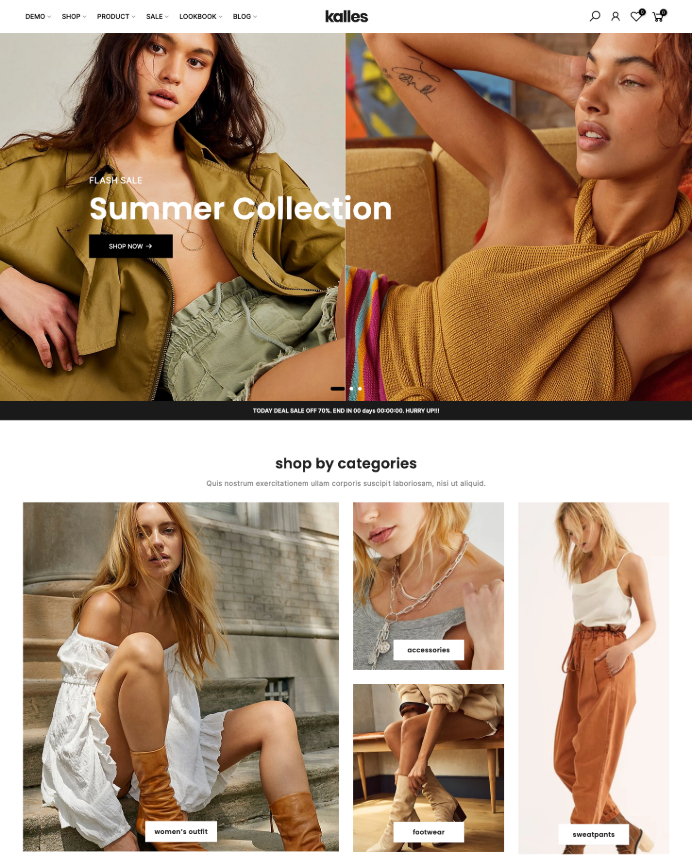 DEMO SHOP PRODUCT SALE LOOKBOOK BLOG kalles 0 0
FLASH SALE
Summer Collection
SHOP NOW →
TODAY DEAL SALE OFF 70%. END IN 00 days 00:00:00. HURRY UP!!!
shop by categories
Quis nostrum exercitationem ullam corporis suscipit laboriosam, nisi ut aliquid.
accessories
women's outfit
footwear
sweatpants